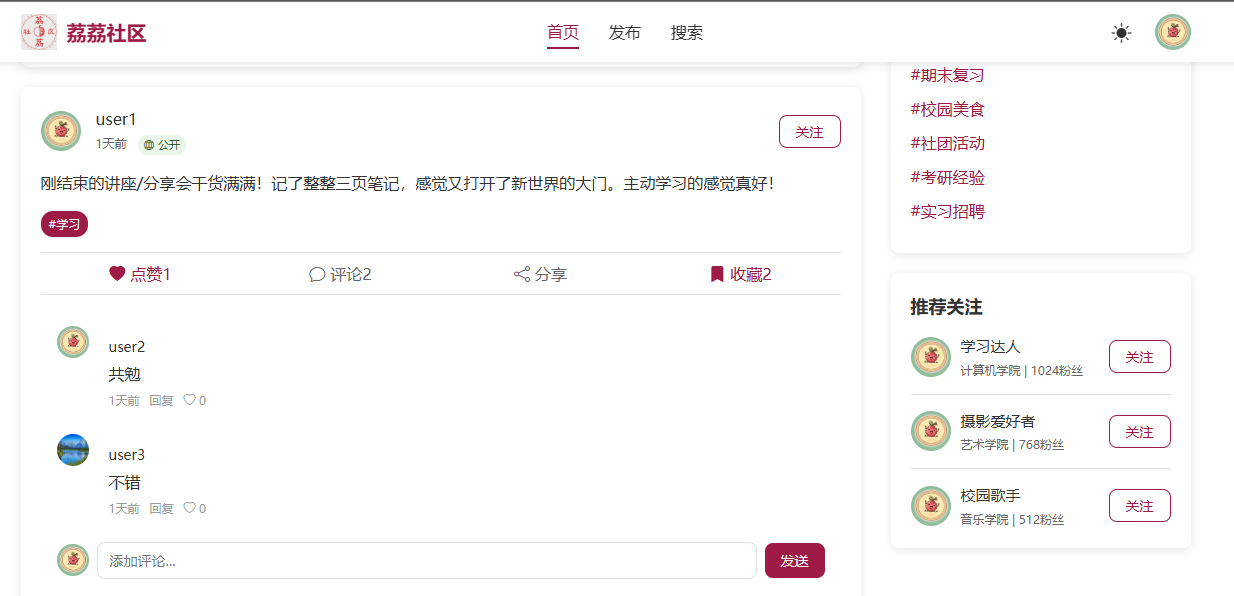 荔荔社区
首页 发布 搜索
user1
1天前 公开
关注
刚结束的讲座/分享会干货满满！记了整整三页笔记，感觉又打开了新世界的大门。主动学习的感觉真好！
#学习
点赞1 评论2 分享 收藏2
user2
共勉
1天前 回复 0
user3
不错
1天前 回复 0
添加评论... 发送
#期末复习
#校园美食
#社团活动
#考研经验
#实习招聘
推荐关注
学习达人
计算机学院 | 1024粉丝
关注
摄影爱好者
艺术学院 | 768粉丝
关注
校园歌手
音乐学院 | 512粉丝
关注